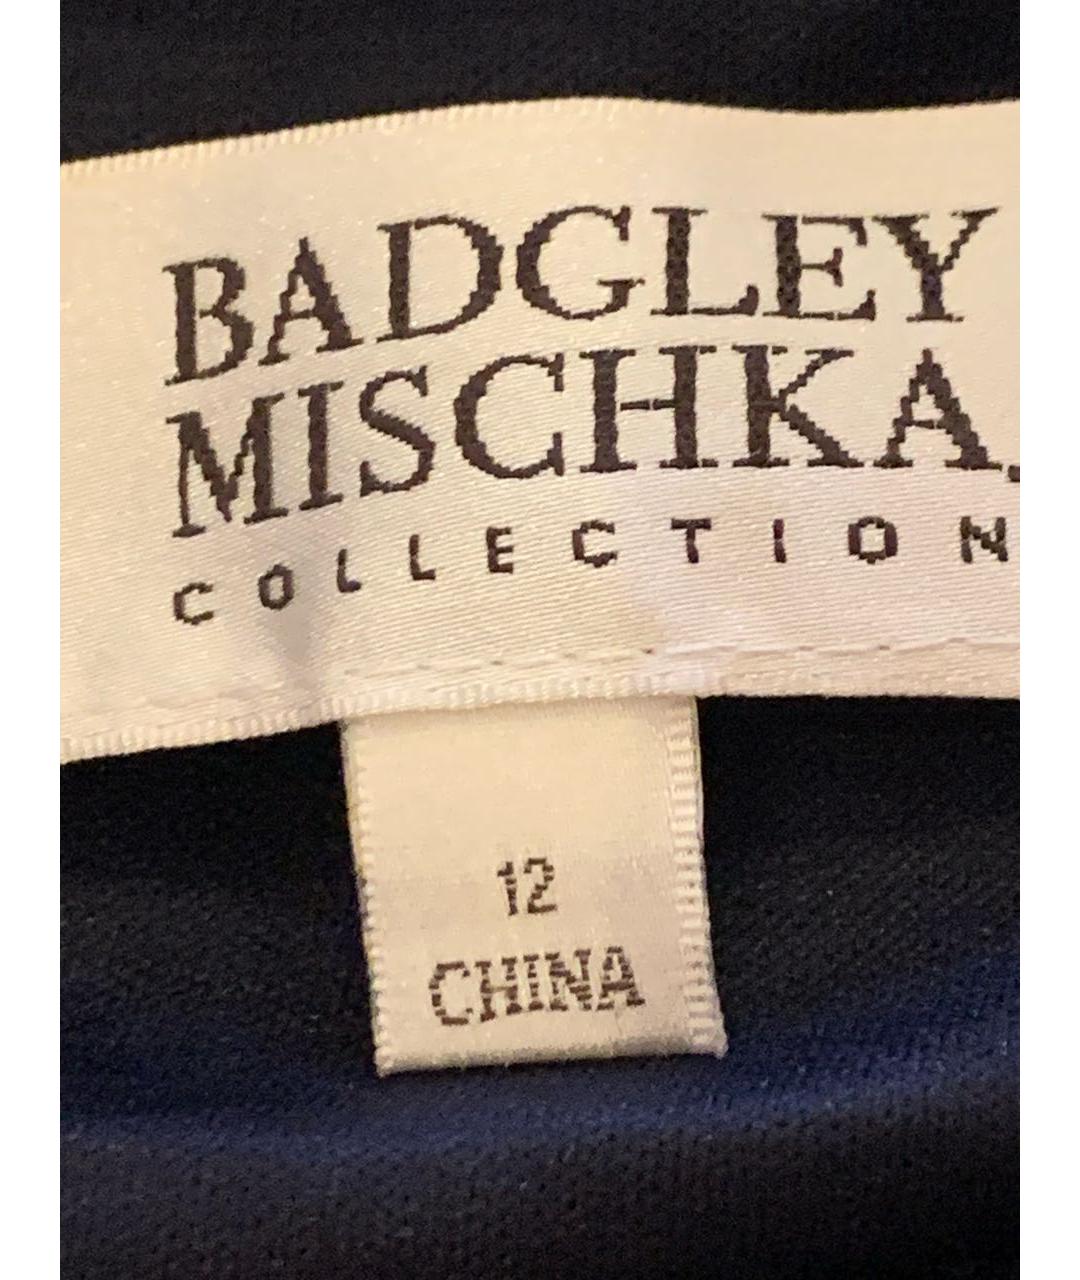 BADGLEY
MISCHKA
COLLECTION
12
CHINA